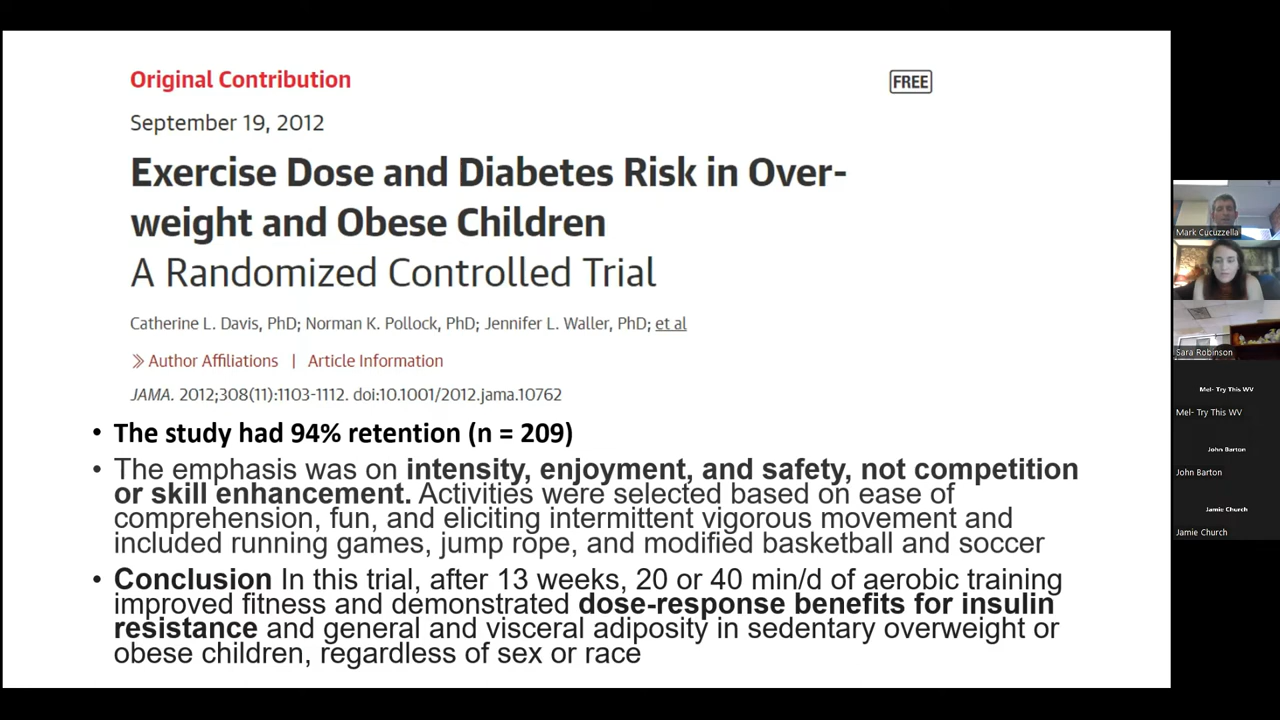 Original Contribution
FREE
September 19, 2012
Exercise Dose and Diabetes Risk in Over-
weight and Obese Children
A Randomized Controlled Trial
Catherine L. Davis, PhD; Norman K. Pollock, PhD; Jennifer L. Waller, PhD; et al
Author Affiliations | Article Information
JAMA. 2012;308(11):1103-1112. doi:10.1001/2012.jama.10762
• The study had 94% retention (n = 209)
• The emphasis was on intensity, enjoyment, and safety, not competition
or skill enhancement. Activities were selected based on ease of
comprehension, fun, and eliciting intermittent vigorous movement and
included running games, jump rope, and modified basketball and soccer
• Conclusion In this trial, after 13 weeks, 20 or 40 min/d of aerobic training
improved fitness and demonstrated dose-response benefits for insulin
resistance and general and visceral adiposity in sedentary overweight or
obese children, regardless of sex or race
Mark Cucuzzella
Sara Robinson
Mel- Try This WV
Mel- Try This WV
John Barton
John Barton
Jamie Church
Jamie Church